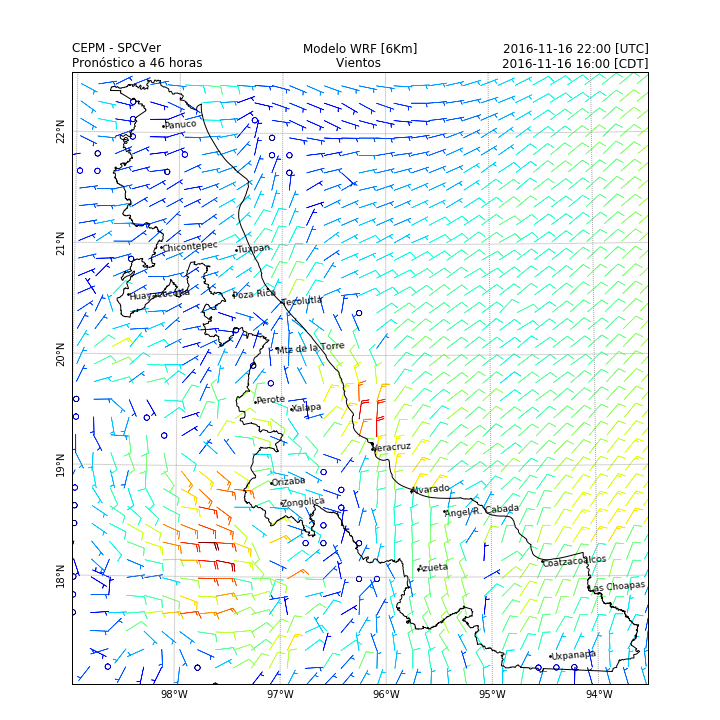 CEPM - SPCVer Modelo WRF [6Km] 2016-11-16 22:00 [UTC]
Pronóstico a 46 horas Vientos 2016-11-16 16:00 [CDT]
22°N
Panuco
21°N
Chicontepec Tuxpan
Huayacocotla Poza Rica Tecolutla
20°N
Mtz de la Torre
Perote Xalapa
Veracruz
19°N
Orizaba Alvarado
Zongolica Angel R. Cabada
Coatzacoalcos
18°N
Azueta
Las Choapas
Uxpanapa
98°W 97°W 96°W 95°W 94°W